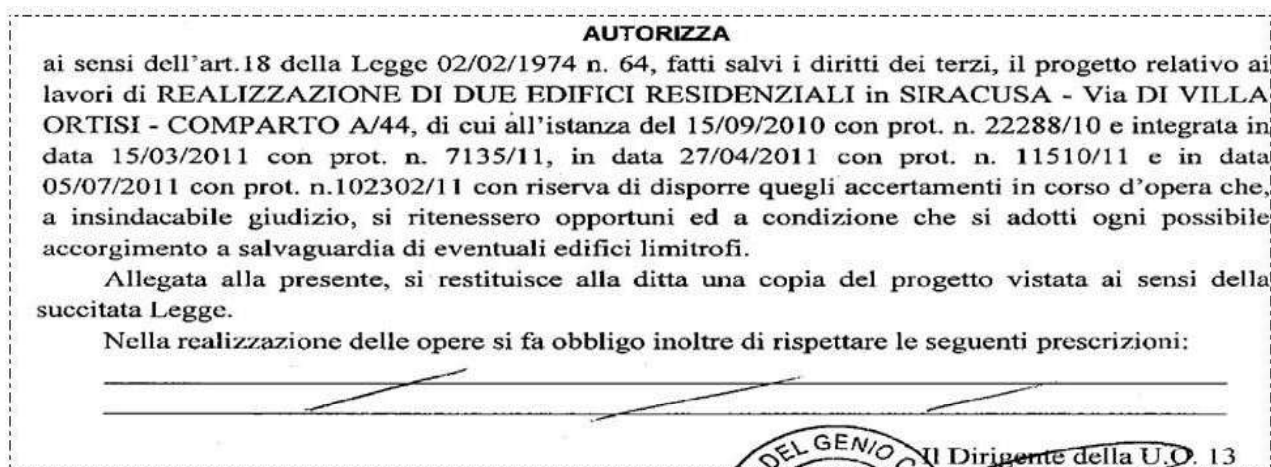 AUTORIZZA
ai sensi dell'art.18 della Legge 02/02/1974 n. 64, fatti salvi i diritti dei terzi, il progetto relativo ai
lavori di REALIZZAZIONE DI DUE EDIFICI RESIDENZIALI in SIRACUSA - Via DI VILLA
ORTISI - COMPARTO A/44, di cui all'istanza del 15/09/2010 con prot. n. 22288/10 e integrata in
data 15/03/2011 con prot. n. 7135/11, in data 27/04/2011 con prot. n. 11510/11 e in data
05/07/2011 con prot. n.102302/11 con riserva di disporre quegli accertamenti in corso d'opera che,
a insindacabile giudizio, si ritenessero opportuni ed a condizione che si adotti ogni possibile
accorgimento a salvaguardia di eventuali edifici limitrofi.
Allegata alla presente, si restituisce alla ditta una copia del progetto vistata ai sensi della
succitata Legge.
Nella realizzazione delle opere si fa obbligo inoltre di rispettare le seguenti prescrizioni:
DEL GENIO
Il Dirigente della U.O. 13